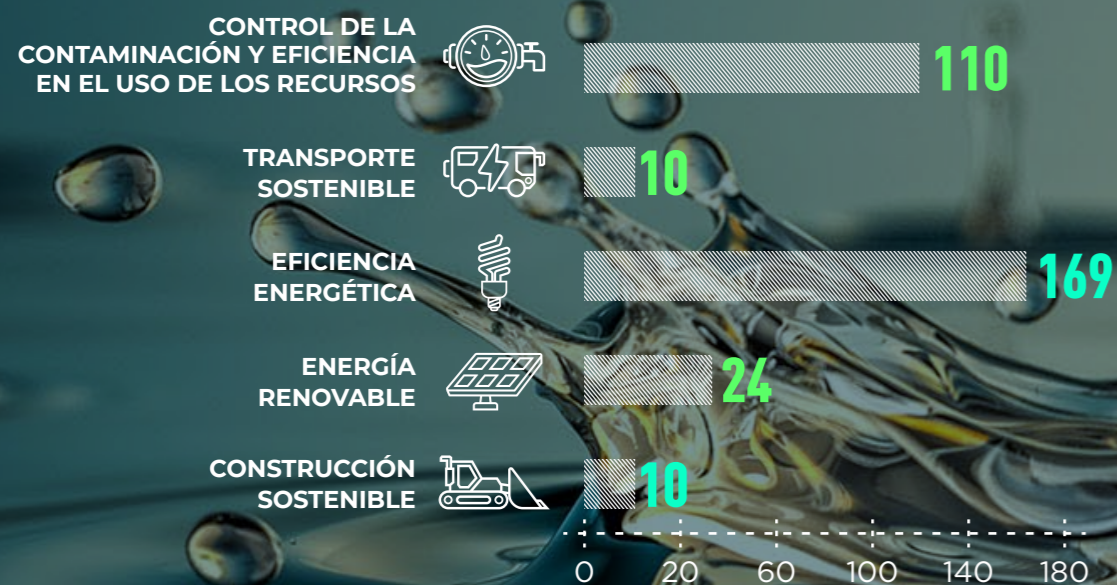 CONTROL DE LA
CONTAMINACIÓN Y EFICIENCIA
EN EL USO DE LOS RECURSOS
110
TRANSPORTE
SOSTENIBLE
10
EFICIENCIA
ENERGÉTICA
169
ENERGÍA
RENOVABLE
24
CONSTRUCCIÓN
SOSTENIBLE
10
0 20 60 100 140 180